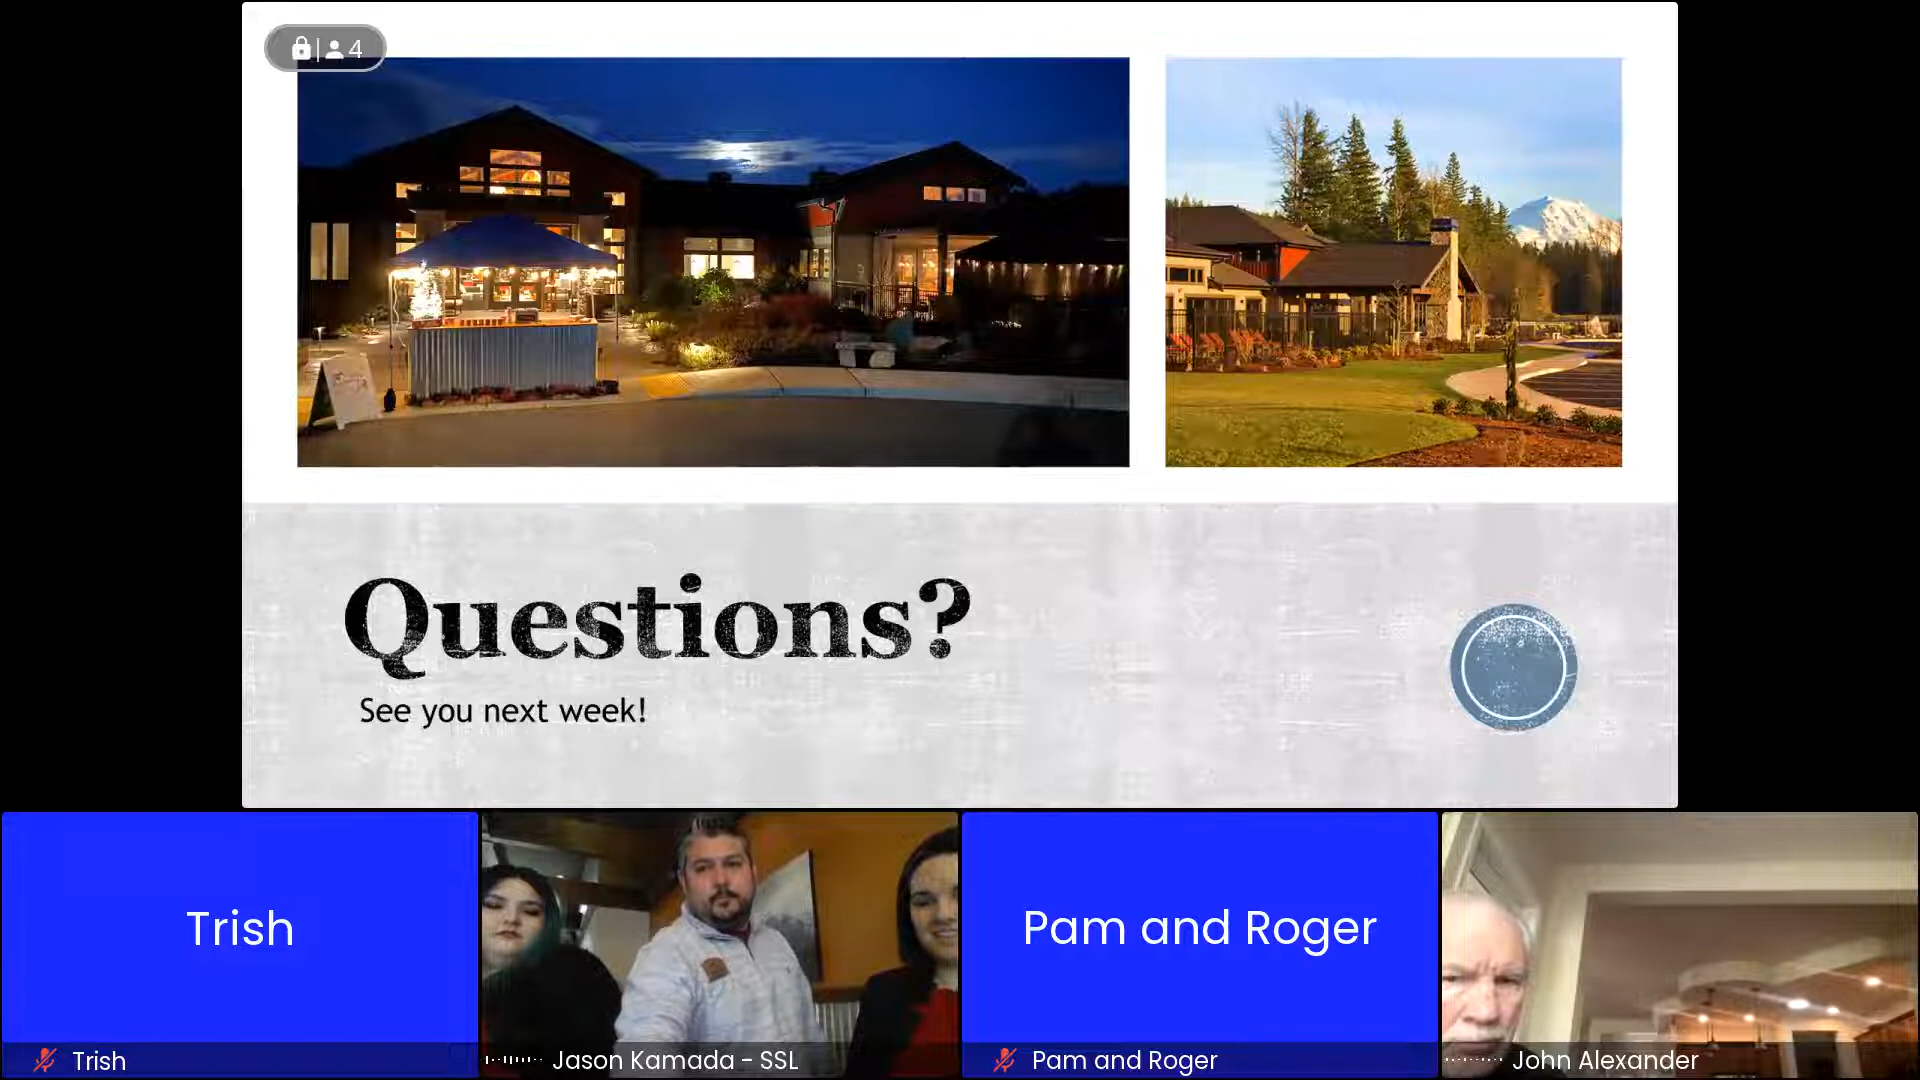 4
Questions?
See you next week!
Trish
Pam and Roger
Trish
Jason Kamada - SSL
Pam and Roger
John Alexander